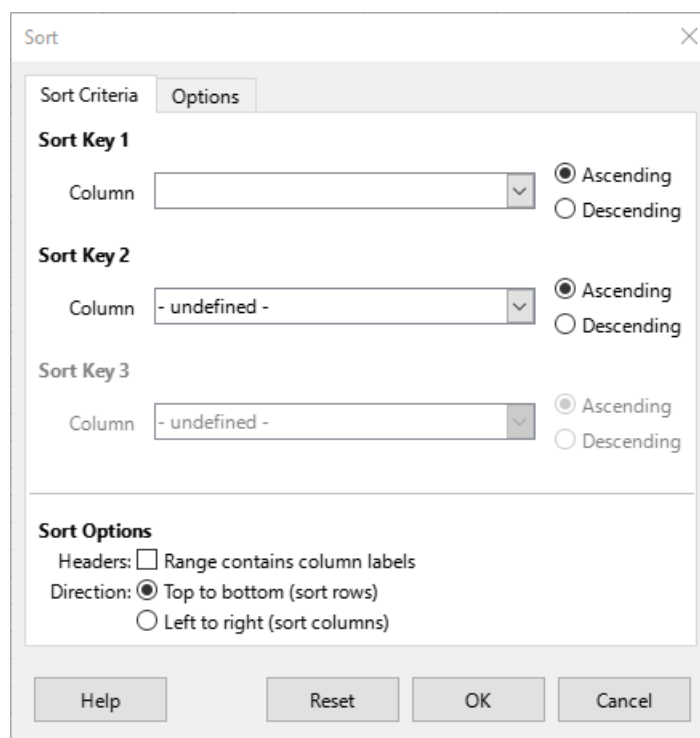 Sort
Sort Criteria Options
Sort Key 1
Column Ascending
Descending
Sort Key 2
Column - undefined - Ascending
Descending
Sort Key 3
Column - undefined - Ascending
Descending
Sort Options
Headers: Range contains column labels
Direction: Top to bottom (sort rows)
Left to right (sort columns)
Help Reset OK Cancel